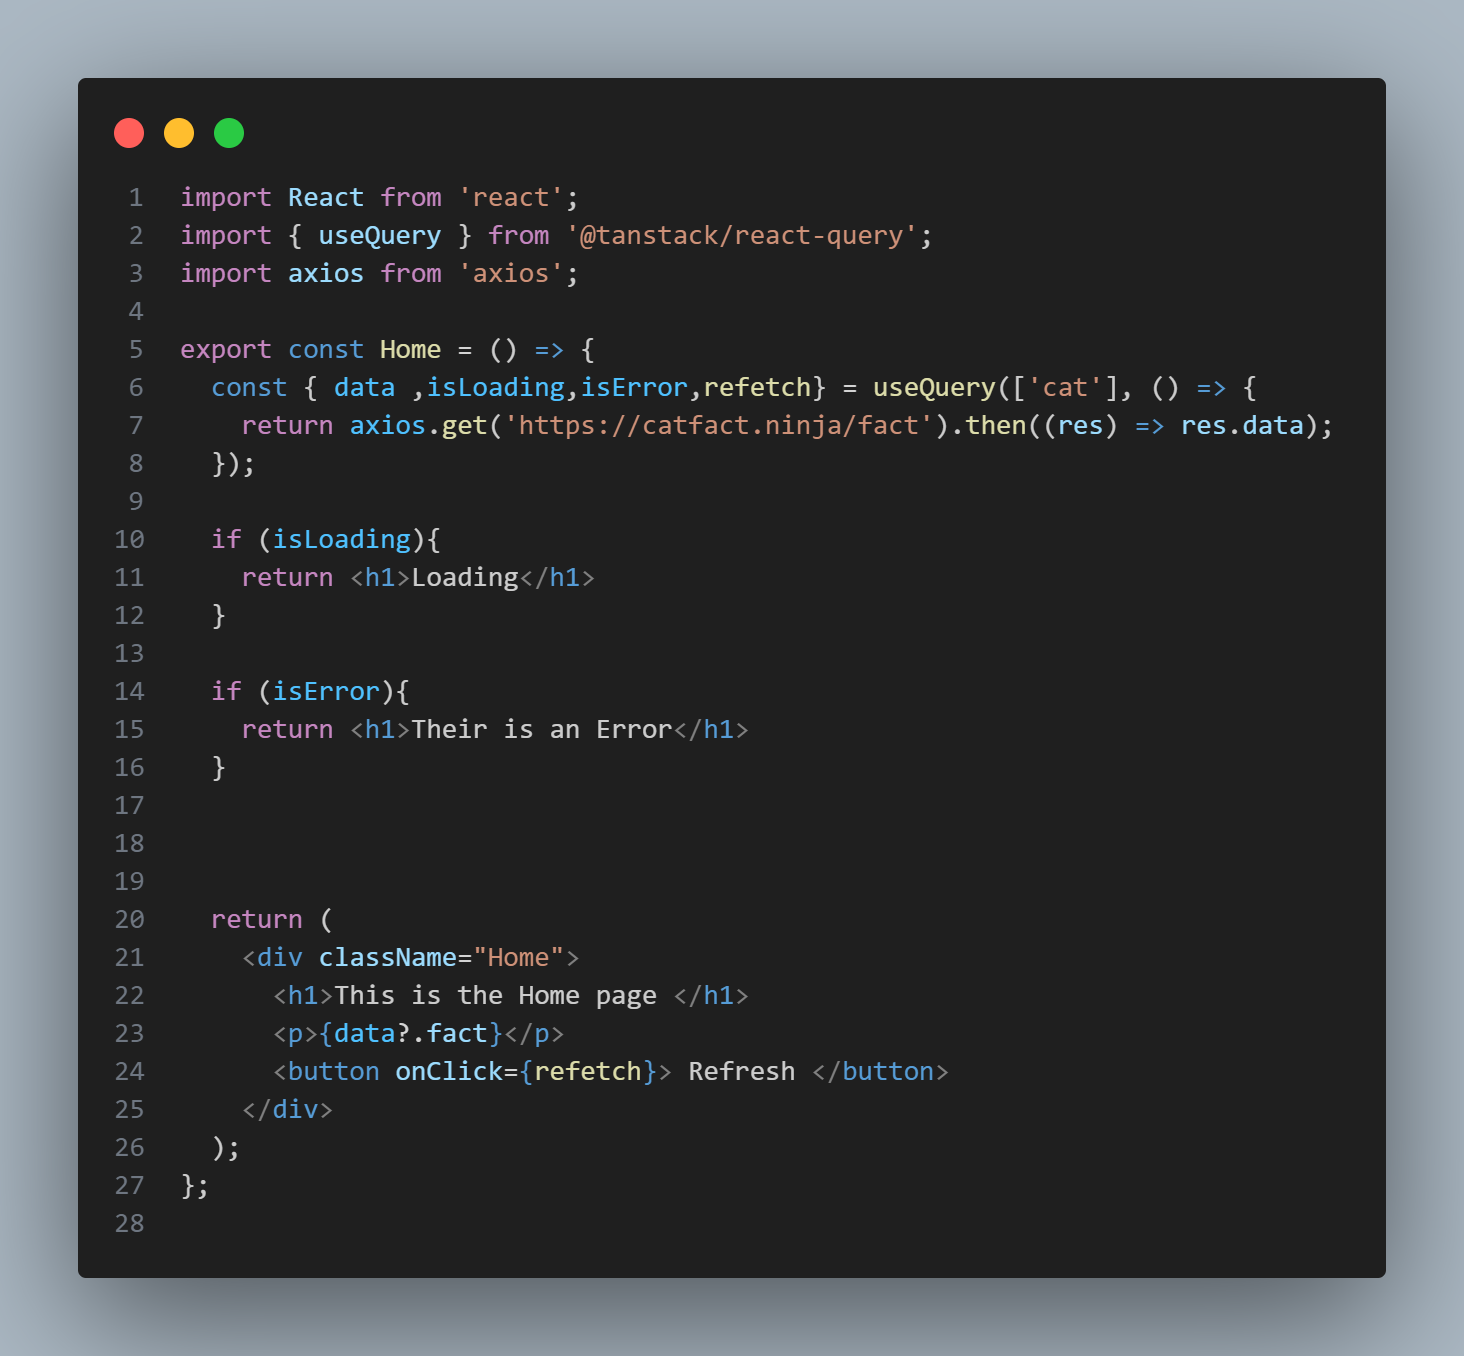 1 import React from 'react';
2 import { useQuery } from '@tanstack/react-query';
3 import axios from 'axios';
4
5 export const Home = () => {
6   const { data ,isLoading,isError,refetch} = useQuery(['cat'], () => {
7     return axios.get('https://catfact.ninja/fact').then((res) => res.data);
8   });
9
10   if (isLoading){
11     return <h1>Loading</h1>
12   }
13
14   if (isError){
15     return <h1>Their is an Error</h1>
16   }
17
18
19
20   return (
21     <div className="Home">
22       <h1>This is the Home page </h1>
23       <p>{data?.fact}</p>
24       <button onClick={refetch}> Refresh </button>
25     </div>
26   );
27 };
28